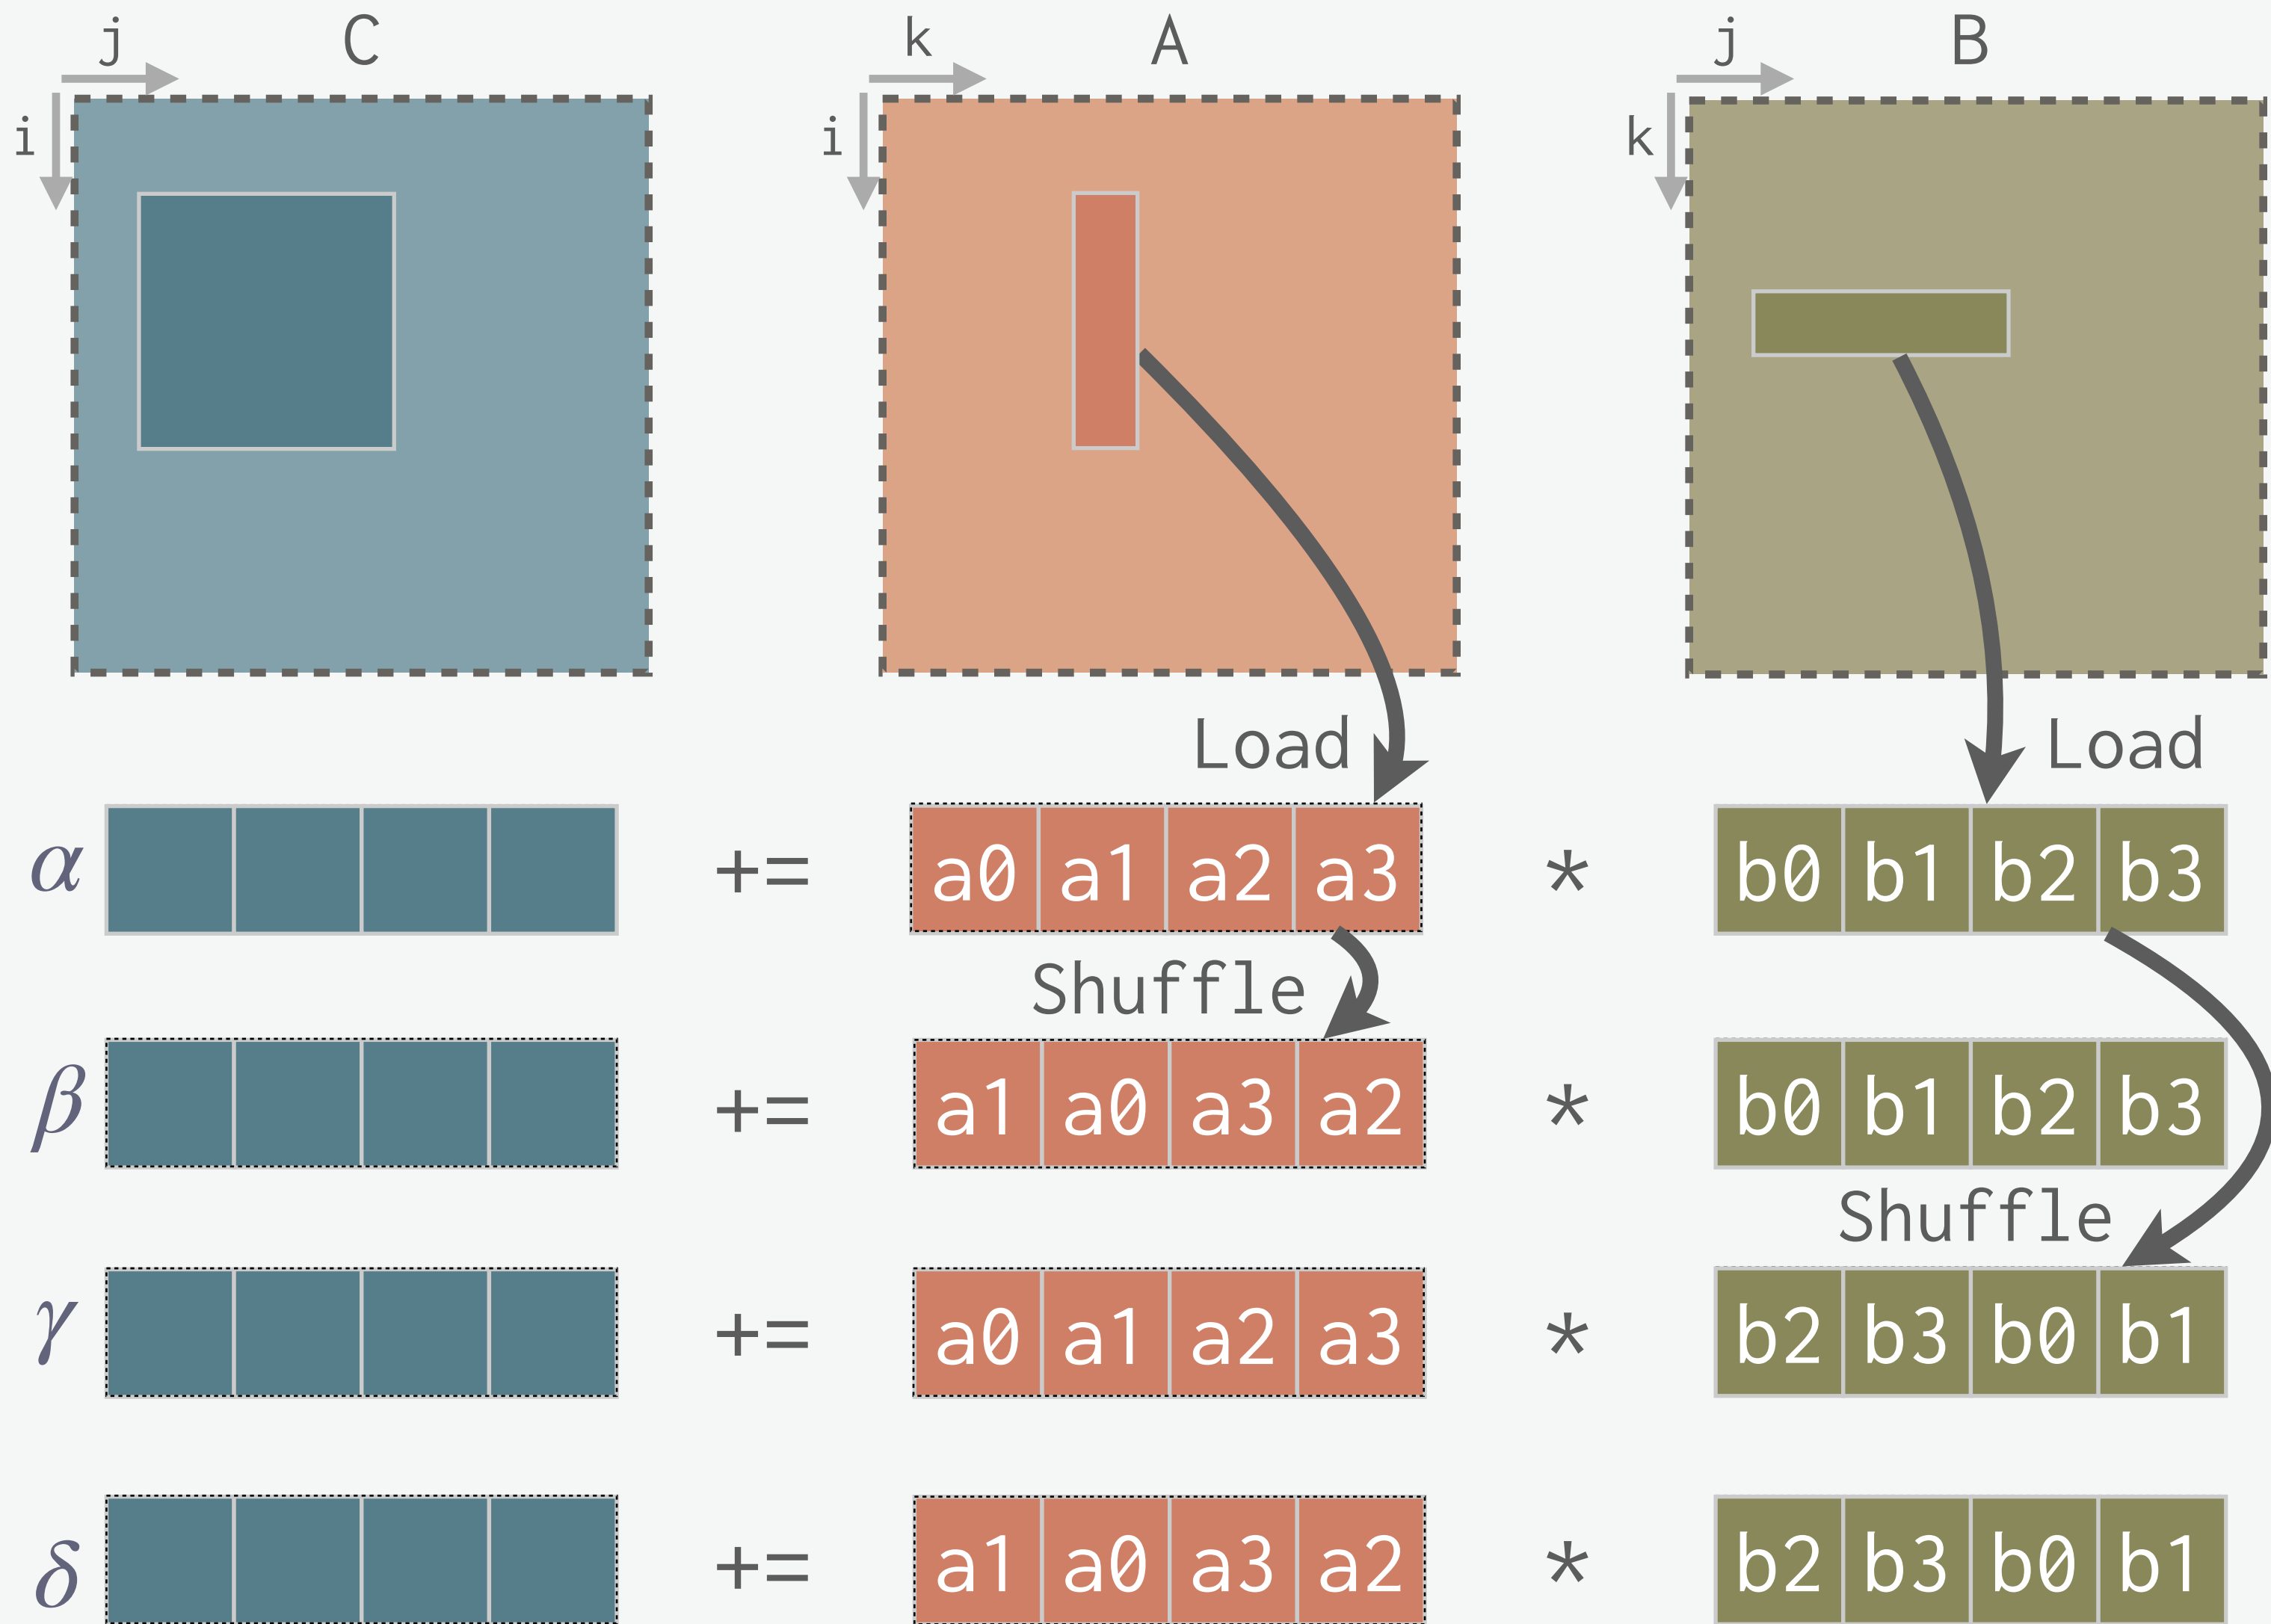 j C k A j B
i i k
Load Load
α += a0 a1 a2 a3 * b0 b1 b2 b3
Shuffle
β += a1 a0 a3 a2 * b0 b1 b2 b3
Shuffle
γ += a0 a1 a2 a3 * b2 b3 b0 b1
δ += a1 a0 a3 a2 * b2 b3 b0 b1